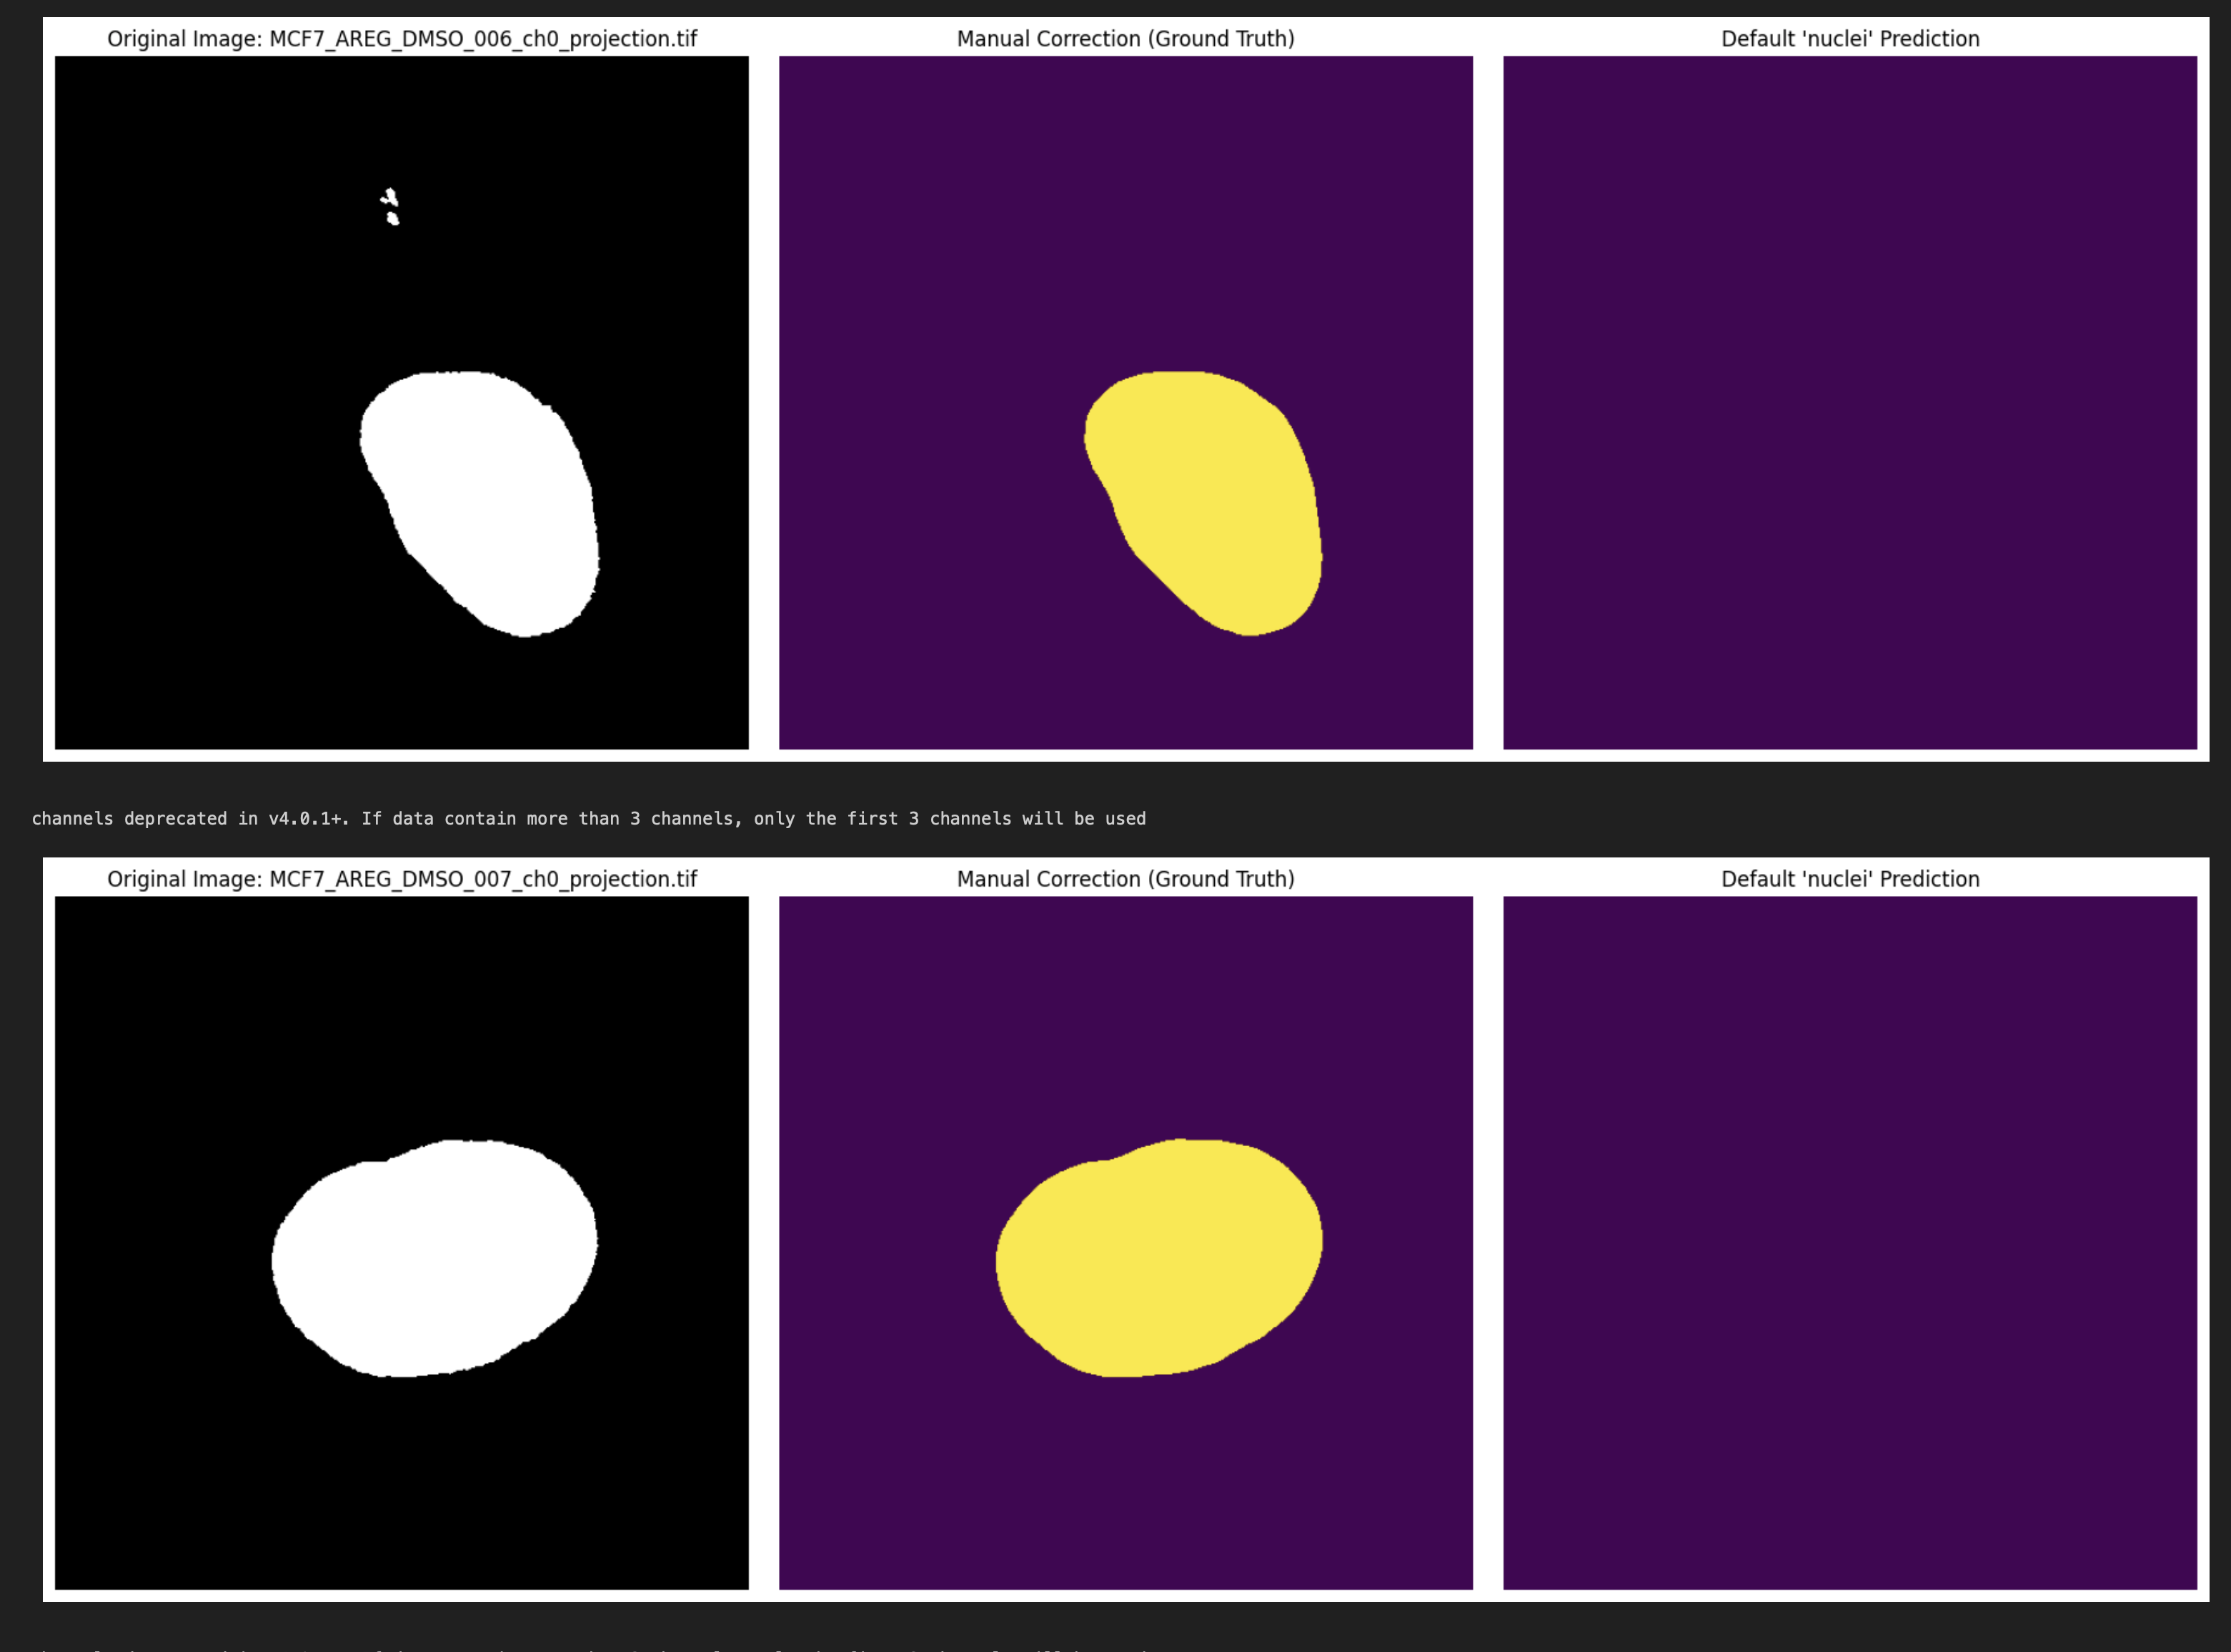 Original Image: MCF7_AREG_DMSO_006_ch0_projection.tif
Manual Correction (Ground Truth)
Default 'nuclei' Prediction
channels deprecated in v4.0.1+. If data contain more than 3 channels, only the first 3 channels will be used
Original Image: MCF7_AREG_DMSO_007_ch0_projection.tif
Manual Correction (Ground Truth)
Default 'nuclei' Prediction